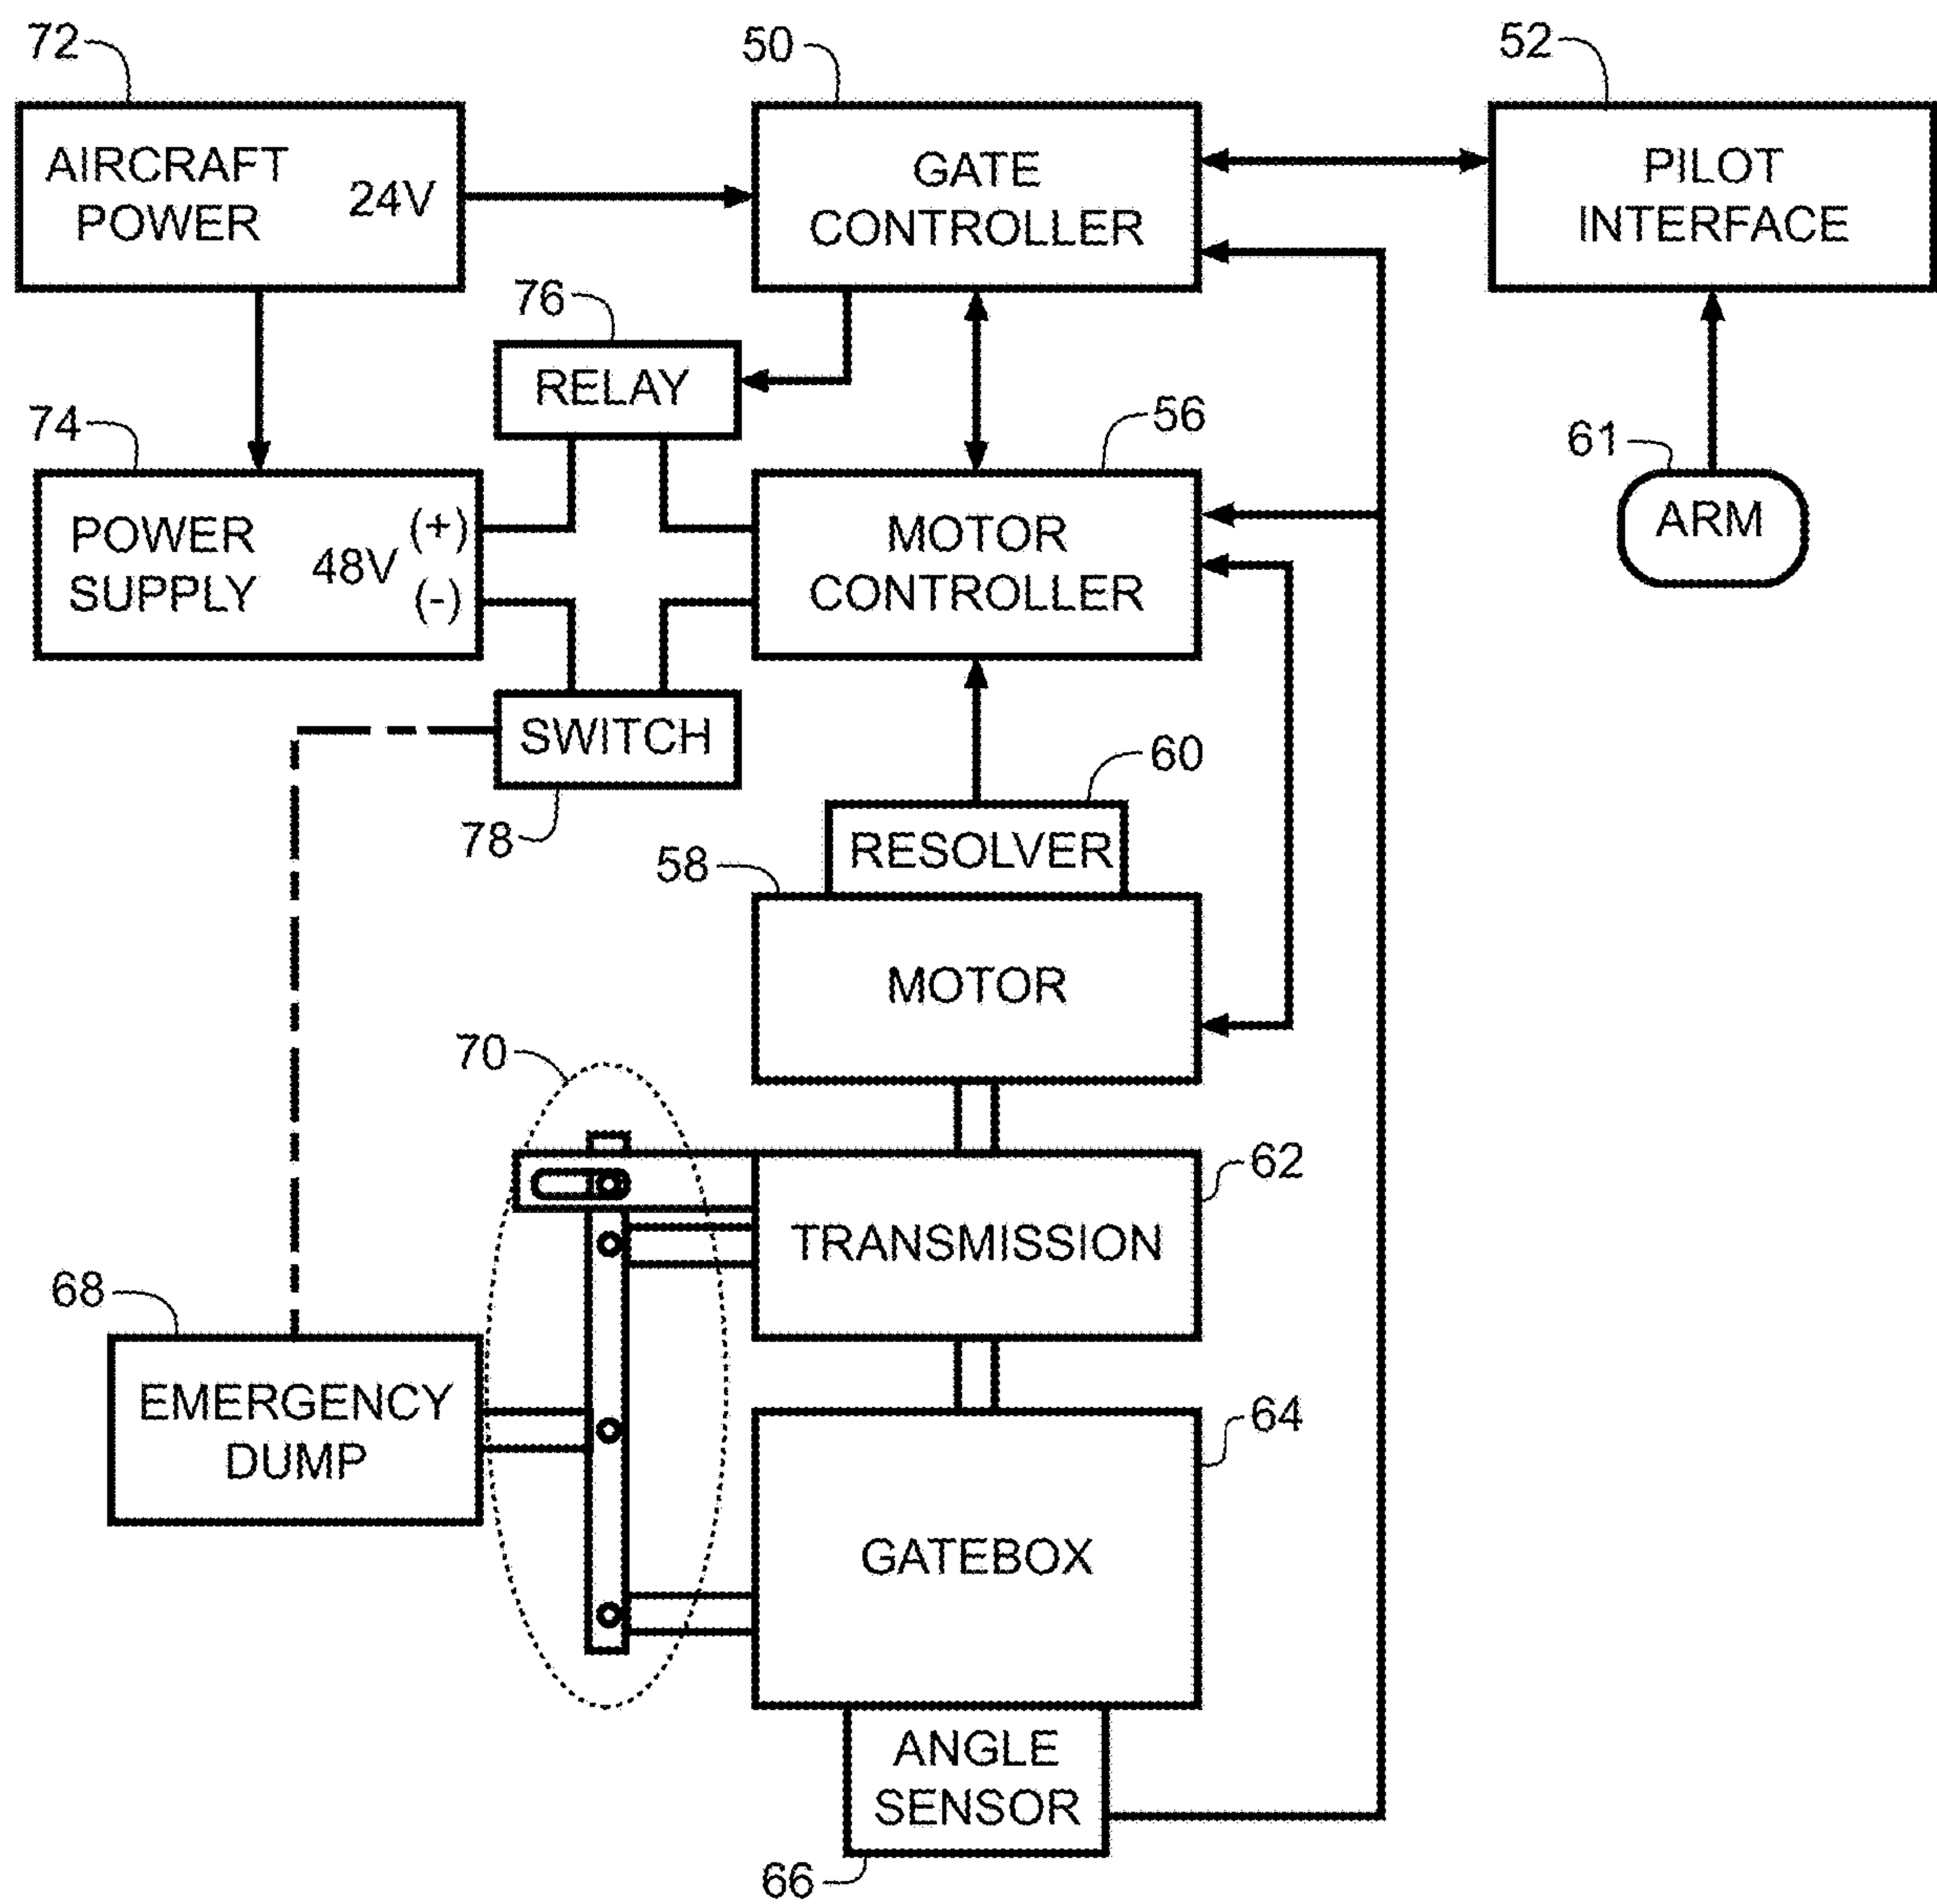 72
50
52
AIRCRAFT
POWER
24V
GATE
CONTROLLER
PILOT
INTERFACE
76
RELAY
74
56
61
POWER
SUPPLY
48V
(+)
(-)
MOTOR
CONTROLLER
ARM
SWITCH
78
60
RESOLVER
58
MOTOR
70
62
TRANSMISSION
68
EMERGENCY
DUMP
64
GATEBOX
ANGLE
SENSOR
66